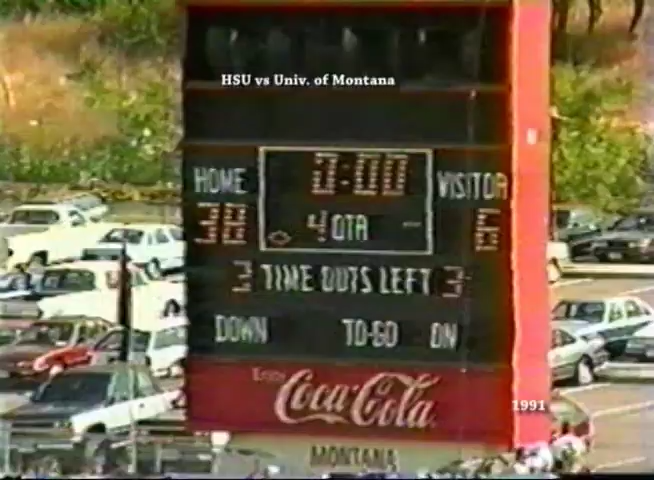 HSU vs Univ. of Montana
0:00
HOME VISITOR
38 4 QTR 6
3 TIME OUTS LEFT 3
DOWN TO-GO ON
Enjoy
Coca-Cola
1991
MONTANA